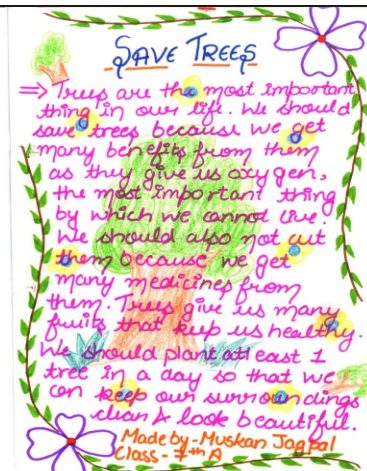 SAVE TREES
⇒ Trees are the most important
thing in our life. We should
save trees because we get
many benefits from them
as they give us oxygen,
the most important thing
by which we cannot live.
We should also not cut
them because we get
many medicines from
them. Trees give us many
fruits that keep us healthy.
We should plant atleast 1
tree in a day so that we
can keep our surroundings
clean & look beautiful.
Made by-Muskan Jagpal
Class - 7th A